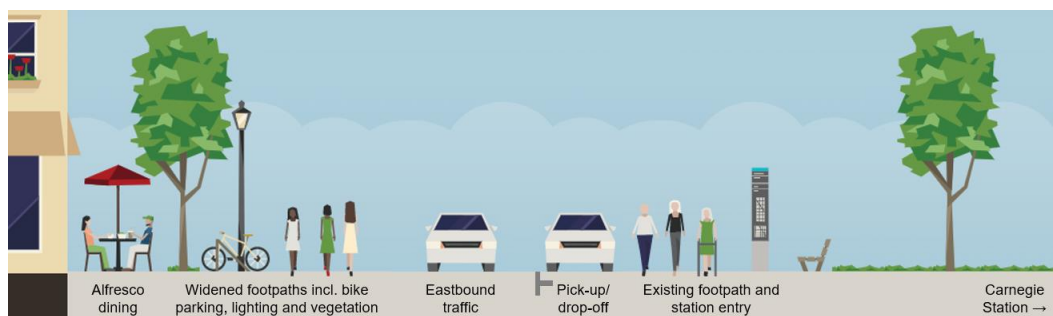 Alfresco
dining
Widened footpaths incl. bike
parking, lighting and vegetation
Eastbound
traffic
Pick-up/
drop-off
Existing footpath and
station entry
Carnegie
Station →